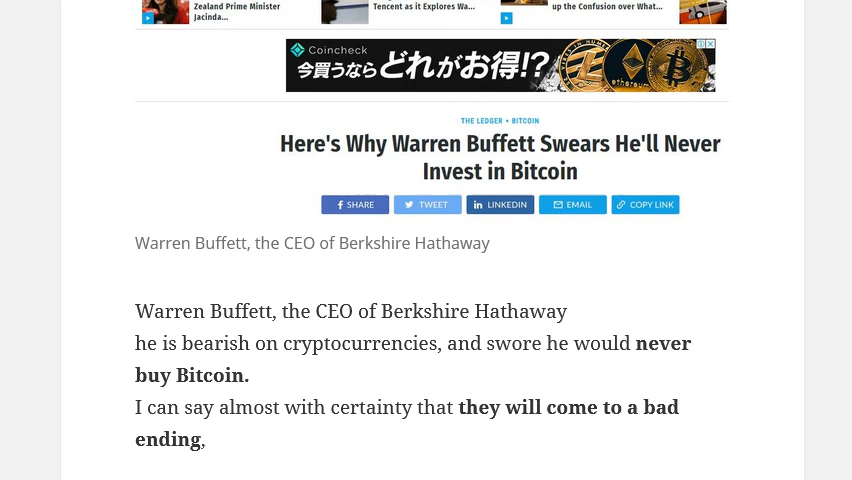 Zealand Prime Minister
Jacinda...
Tencent as it Explores Wa...
up the Confusion over What...
Coincheck
今買うならどれがお得!?
ethereum
THE LEDGER • BITCOIN
Here's Why Warren Buffett Swears He'll Never
Invest in Bitcoin
SHARE
TWEET
LINKEDIN
EMAIL
COPY LINK
Warren Buffett, the CEO of Berkshire Hathaway
Warren Buffett, the CEO of Berkshire Hathaway
he is bearish on cryptocurrencies, and swore he would never
buy Bitcoin.
I can say almost with certainty that they will come to a bad
ending,